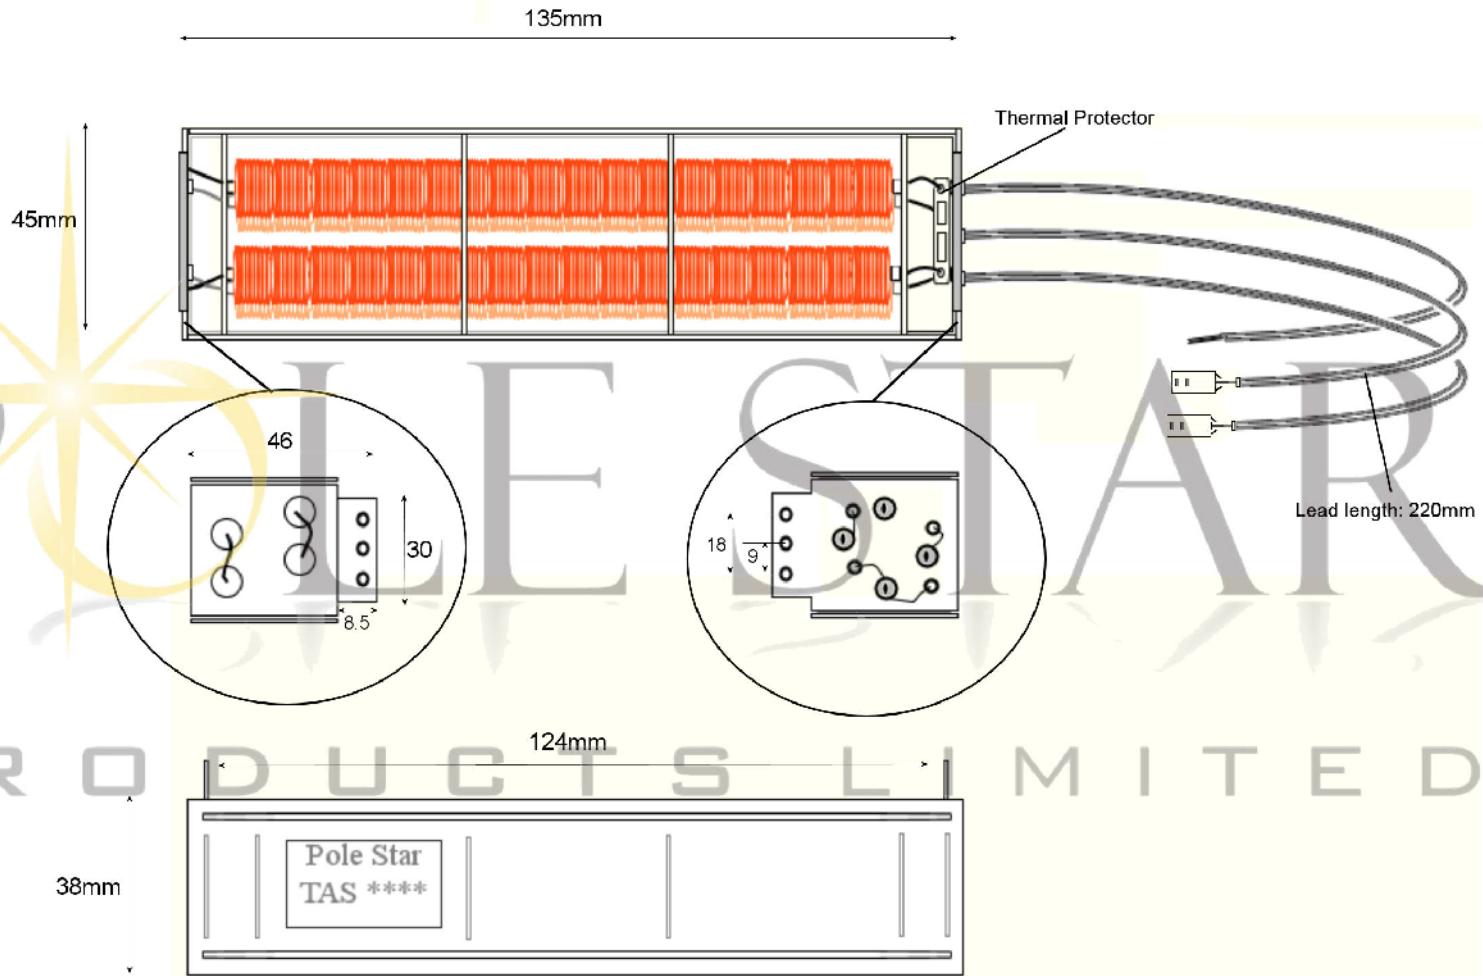 135mm
Thermal Protector
45mm
46
30
8.5
18
9
Lead length: 220mm
POLE STAR
PRODUCTS LIMITED
124mm
38mm
Pole Star
TAS ****